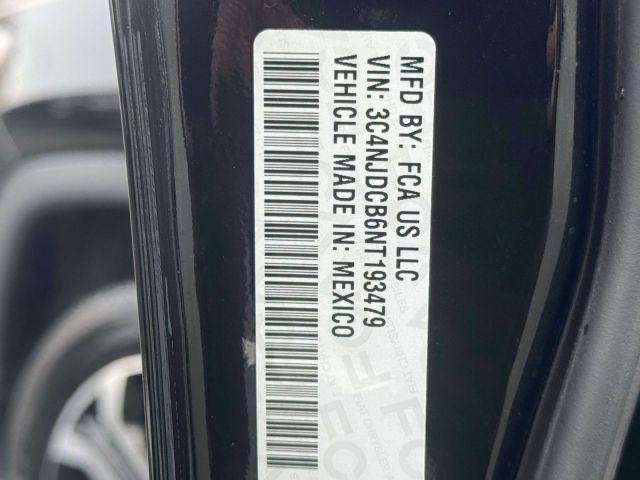 MFD BY: FCA US LLC
VIN: 3C4NJDCB6NT193479
VEHICLE MADE IN: MEXICO